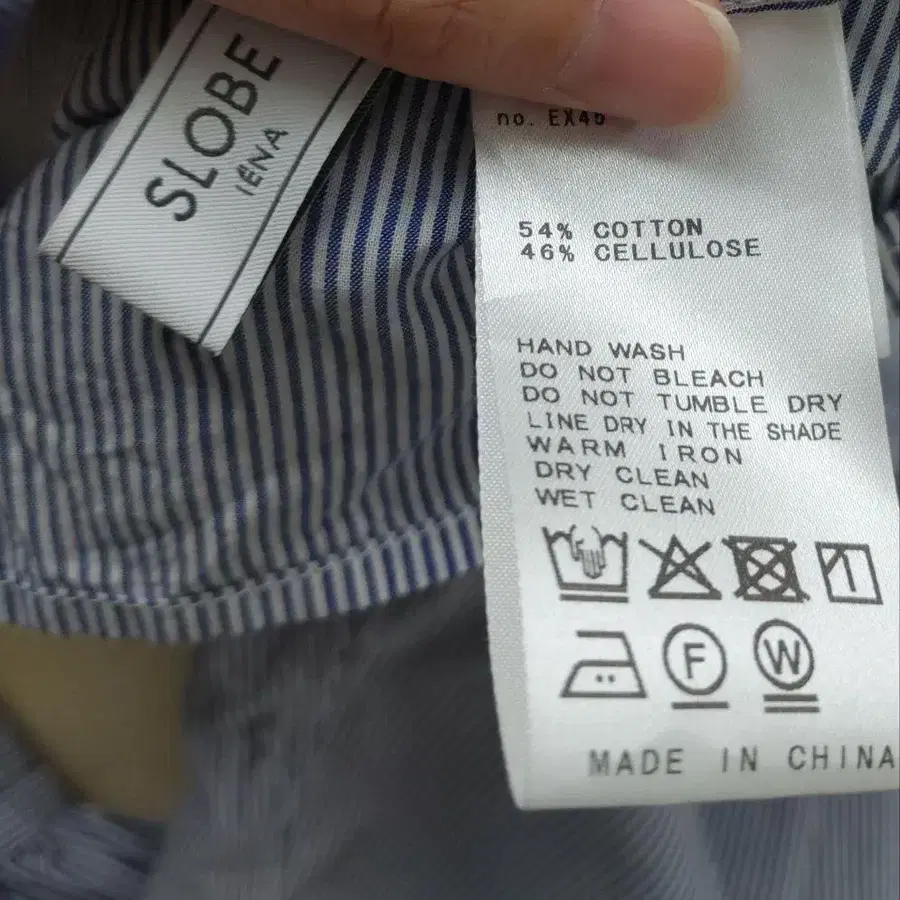 SLOBE
IÉNA
no.
54% COTTON
46% CELLULOSE
HAND WASH
DO NOT BLEACH
DO NOT TUMBLE DRY
LINE DRY IN THE SHADE
WARM IRON
DRY CLEAN
WET CLEAN
F W
MADE IN CHINA